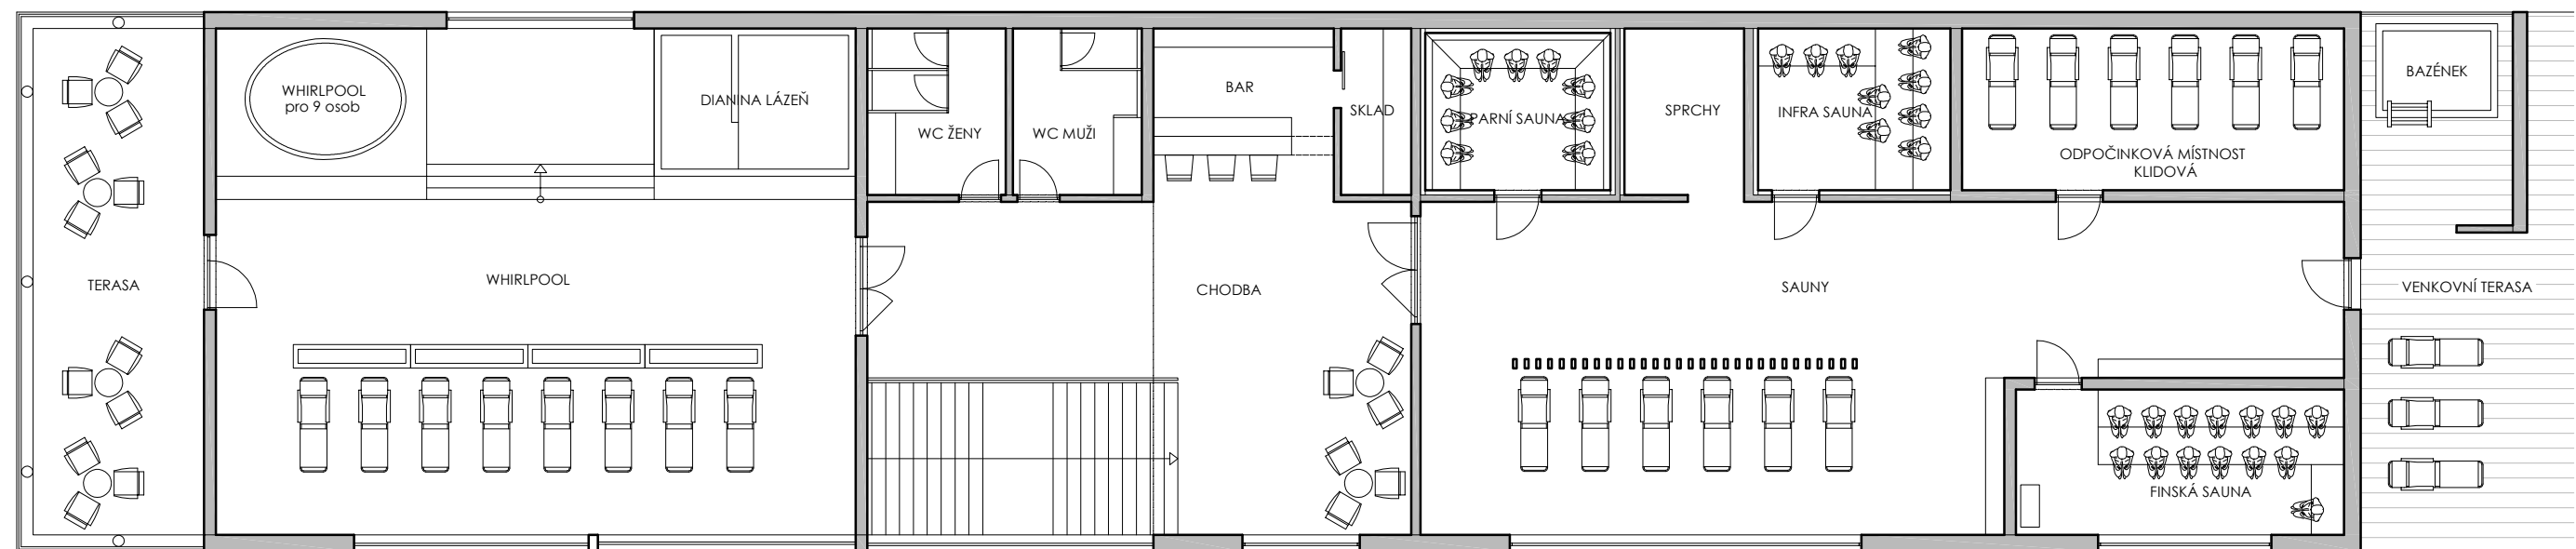 WHIRLPOOL
pro 9 osob
DIANINA LÁZEŇ
WC ŽENY
WC MUŽI
BAR
SKLAD
PARNÍ SAUNA
SPRCHY
INFRA SAUNA
ODPOČINKOVÁ MÍSTNOST
KLIDOVÁ
BAZÉNEK
TERASA
WHIRLPOOL
CHODBA
SAUNY
VENKOVNÍ TERASA
FINSKÁ SAUNA